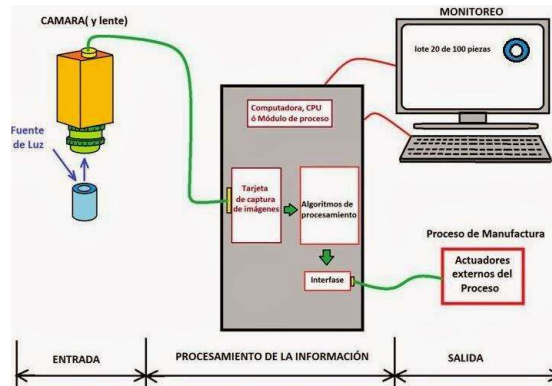 CAMARA( y lente)
MONITOREO
lote 20 de 100 piezas
Computadora, CPU
ó Módulo de proceso
Fuente
de Luz
Tarjeta
de captura
de imágenes
Algoritmos de
procesamiento
Interfase
Proceso de Manufactura
Actuadores
externos del
Proceso
ENTRADA
PROCESAMIENTO DE LA INFORMACIÓN
SALIDA